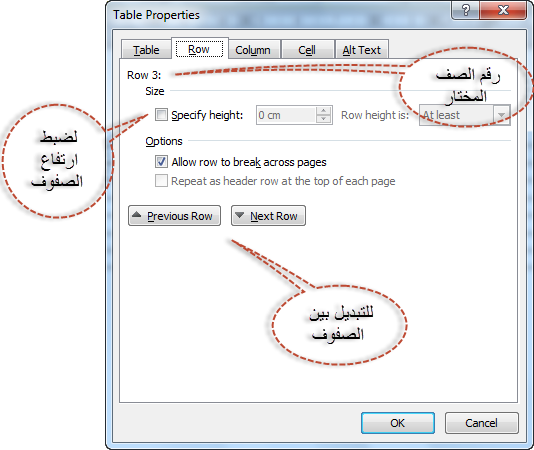 Table Properties
Table Row Column Cell Alt Text
Row 3:
رقم الصف
المختار
Size
Specify height: 0 cm Row height is: At least
لضبط
ارتفاع
الصفوف
Options
Allow row to break across pages
Repeat as header row at the top of each page
Previous Row Next Row
للتبديل بين
الصفوف
OK Cancel